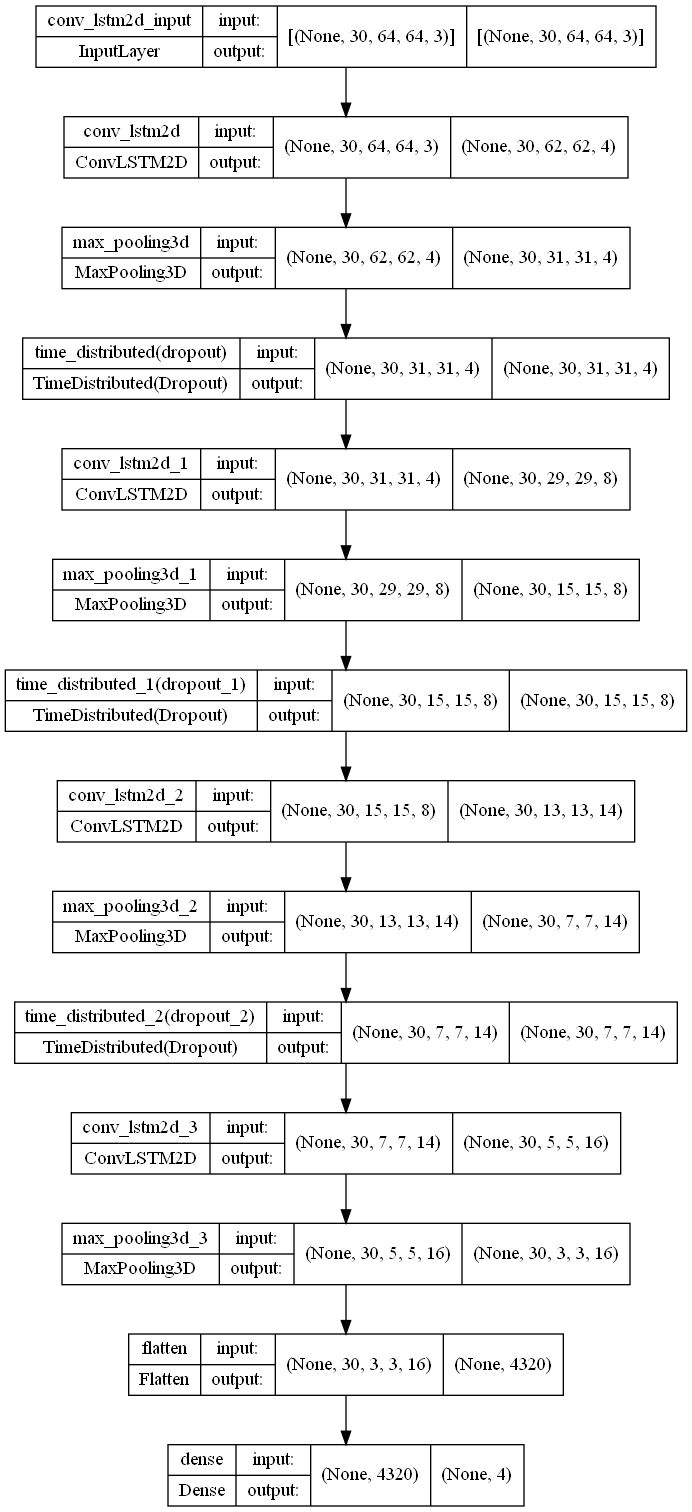 conv_lstm2d_input input: [(None, 30, 64, 64, 3)] [(None, 30, 64, 64, 3)]
InputLayer output:
conv_lstm2d input: (None, 30, 64, 64, 3) (None, 30, 62, 62, 4)
ConvLSTM2D output:
max_pooling3d input: (None, 30, 62, 62, 4) (None, 30, 31, 31, 4)
MaxPooling3D output:
time_distributed(dropout) input: (None, 30, 31, 31, 4) (None, 30, 31, 31, 4)
TimeDistributed(Dropout) output:
conv_lstm2d_1 input: (None, 30, 31, 31, 4) (None, 30, 29, 29, 8)
ConvLSTM2D output:
max_pooling3d_1 input: (None, 30, 29, 29, 8) (None, 30, 15, 15, 8)
MaxPooling3D output:
time_distributed_1(dropout_1) input: (None, 30, 15, 15, 8) (None, 30, 15, 15, 8)
TimeDistributed(Dropout) output:
conv_lstm2d_2 input: (None, 30, 15, 15, 8) (None, 30, 13, 13, 14)
ConvLSTM2D output:
max_pooling3d_2 input: (None, 30, 13, 13, 14) (None, 30, 7, 7, 14)
MaxPooling3D output:
time_distributed_2(dropout_2) input: (None, 30, 7, 7, 14) (None, 30, 7, 7, 14)
TimeDistributed(Dropout) output:
conv_lstm2d_3 input: (None, 30, 7, 7, 14) (None, 30, 5, 5, 16)
ConvLSTM2D output:
max_pooling3d_3 input: (None, 30, 5, 5, 16) (None, 30, 3, 3, 16)
MaxPooling3D output:
flatten input: (None, 30, 3, 3, 16) (None, 4320)
Flatten output:
dense input: (None, 4320) (None, 4)
Dense output: